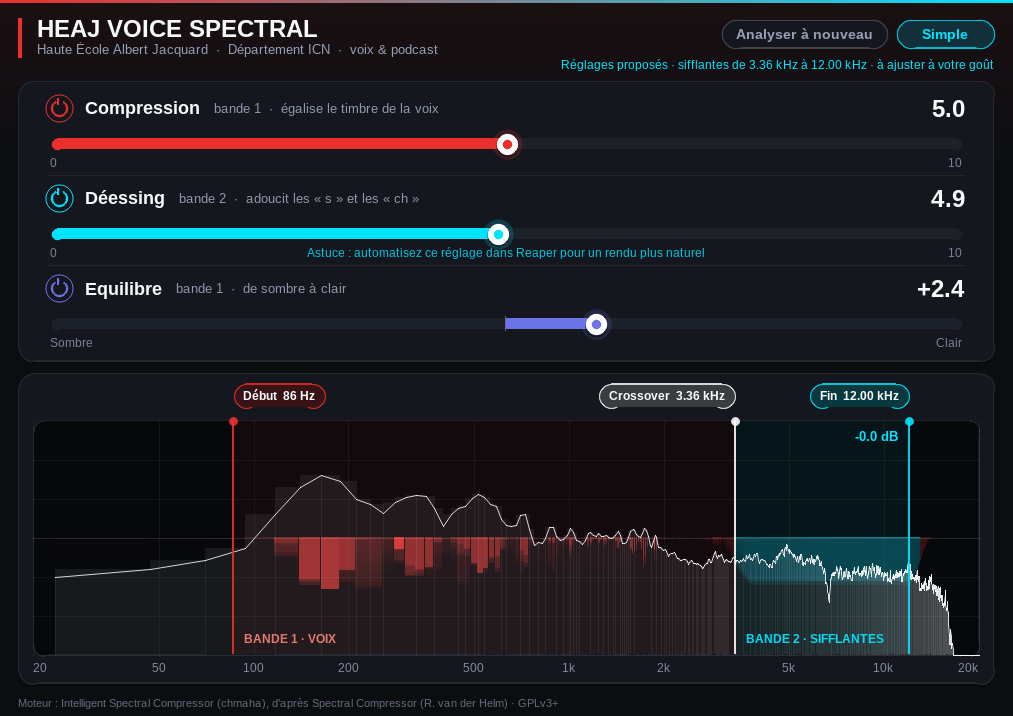 HEAJ VOICE SPECTRAL
Haute École Albert Jacquard · Département ICN · voix & podcast
Analyser à nouveau
Simple
Réglages proposés · sifflantes de 3.36 kHz à 12.00 kHz · à ajuster à votre goût
Compression bande 1 · égalise le timbre de la voix 5.0
0 10
Déessing bande 2 · adoucit les « s » et les « ch » 4.9
0 Astuce : automatisez ce réglage dans Reaper pour un rendu plus naturel 10
Equilibre bande 1 · de sombre à clair +2.4
Sombre Clair
Début 86 Hz Crossover 3.36 kHz Fin 12.00 kHz
-0.0 dB
BANDE 1 · VOIX BANDE 2 · SIFFLANTES
20 50 100 200 500 1k 2k 5k 10k 20k
Moteur : Intelligent Spectral Compressor (chmaha), d'après Spectral Compressor (R. van der Helm) · GPLv3+